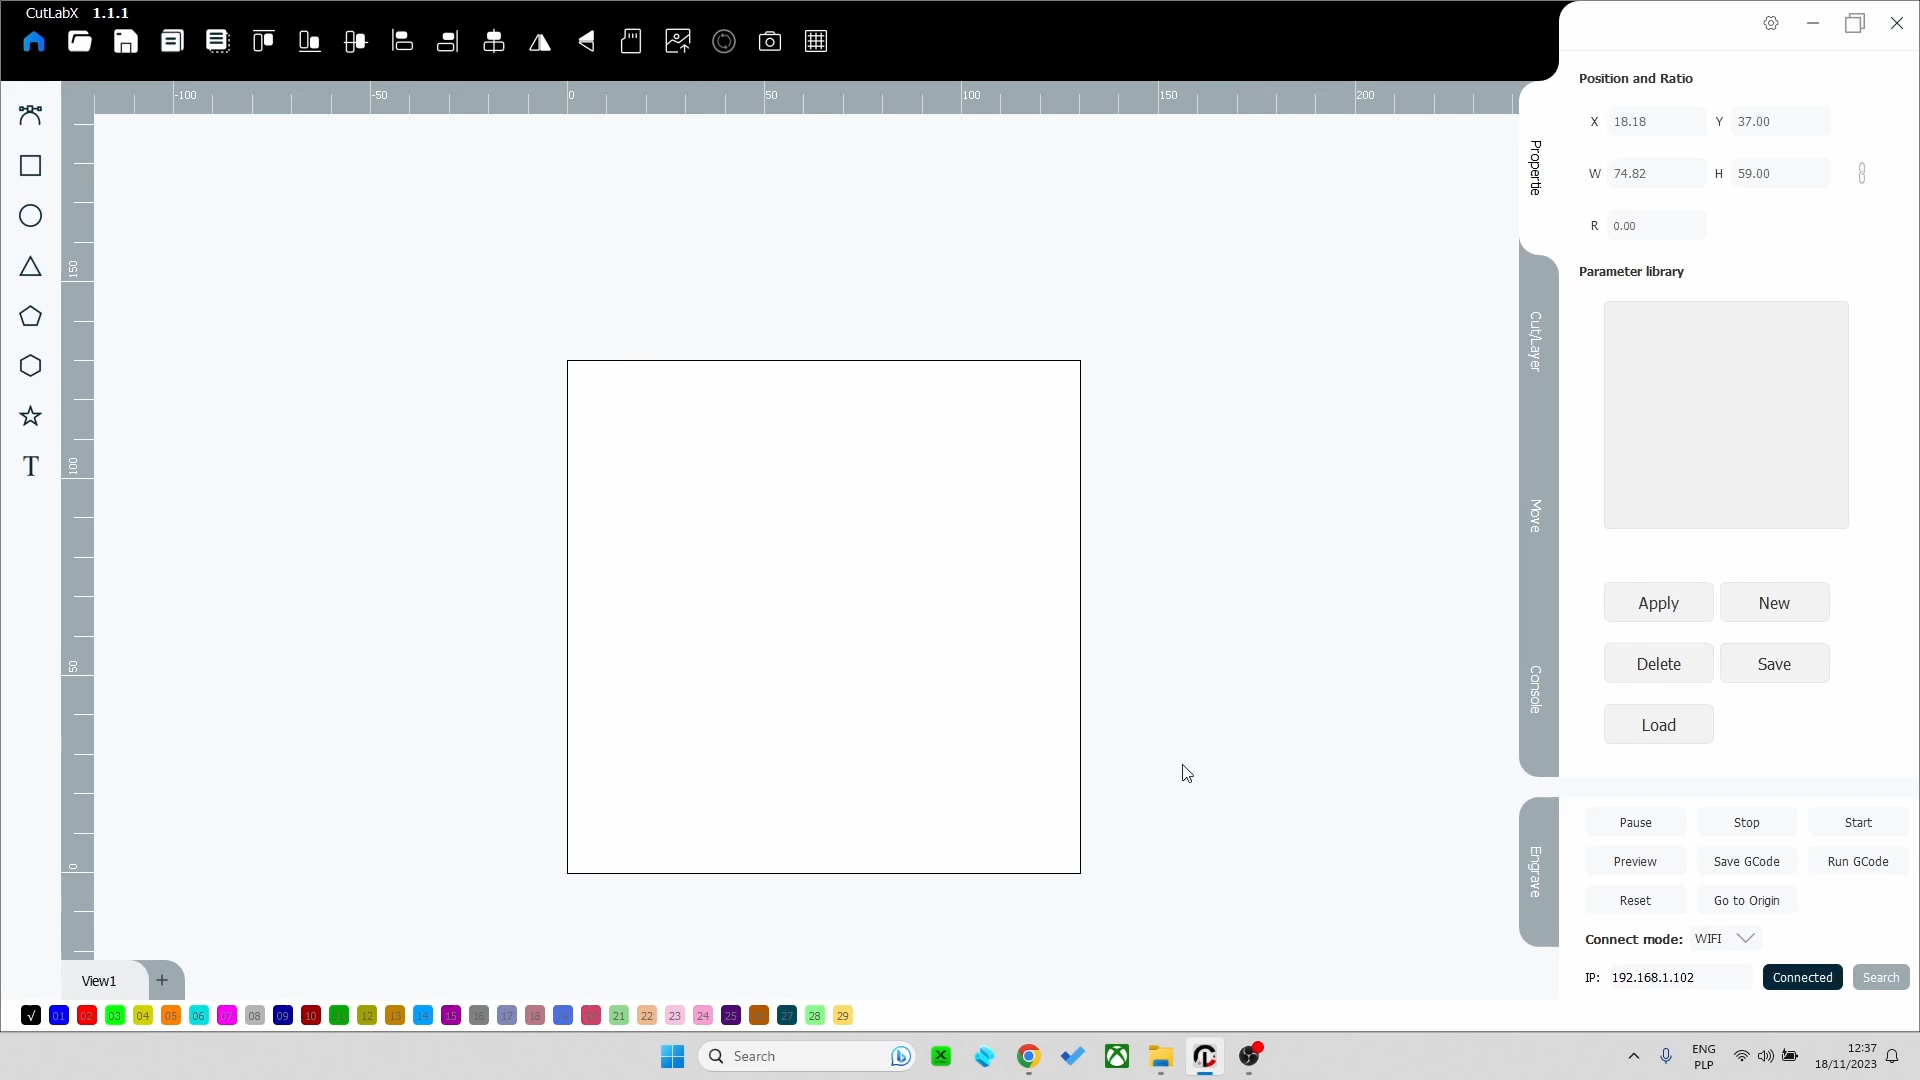 CutLabX 1.1.1
-100 -50 0 50 100 150 200
150
100
50
0
Position and Ratio
X 18.18 Y 37.00
W 74.82 H 59.00
R 0.00
Parameter library
Apply New
Delete Save
Load
Propertie
Cut/Layer
Move
Console
Engrave
Pause Stop Start
Preview Save GCode Run GCode
Reset Go to Origin
Connect mode: WIFI
IP: 192.168.1.102 Connected Search
View1 +
√ 01 02 03 04 05 06 07 08 09 10 11 12 13 14 15 16 17 18 19 20 21 22 23 24 25 26 27 28 29
T
Search
ENG
PLP
12:37
18/11/2023